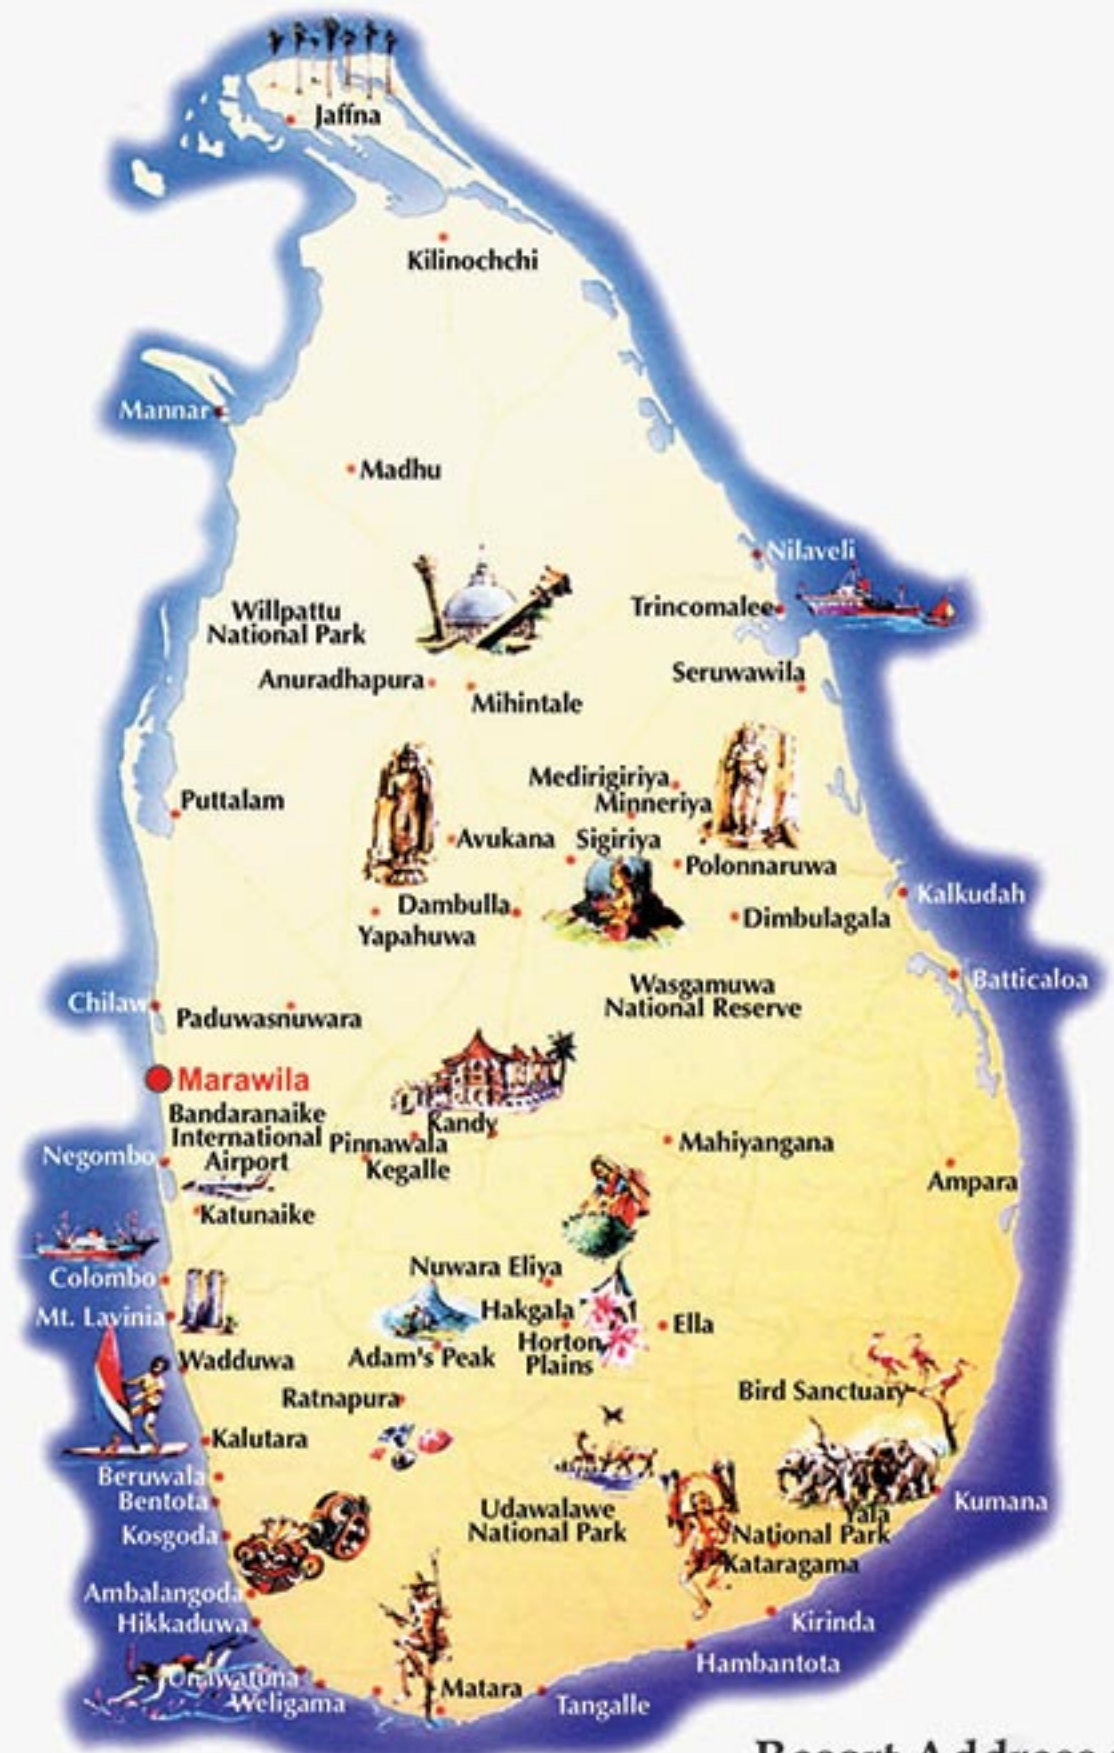 Jaffna
Kilinochchi
Mannar
Madhu
Nilaveli
Willpattu
National Park
Trincomalee
Anuradhapura
Seruwawila
Mihintale
Medirigiriya
Minneriya
Puttalam
Avukana
Sigiriya
Polonnaruwa
Kalkudah
Dambulla
Dimbulagala
Yapahuwa
Batticaloa
Wasgamuwa
National Reserve
Chilaw
Paduwasnuwara
Marawila
Bandaranaike
International
Airport
Kandy
Pinnawala
Mahiyangana
Negombo
Kegalle
Ampara
Katunaike
Nuwara Eliya
Colombo
Hakgala
Mt. Lavinia
Ella
Horton
Plains
Wadduwa
Adam's Peak
Bird Sanctuary
Ratnapura
Kalutara
Beruwala
Bentota
Kumana
Udawalawe
National Park
Yala
National Park
Kosgoda
Kataragama
Ambalangoda
Hikkaduwa
Kirinda
Hambantota
Unawatuna
Weligama
Matara
Tangalle
Resort Address